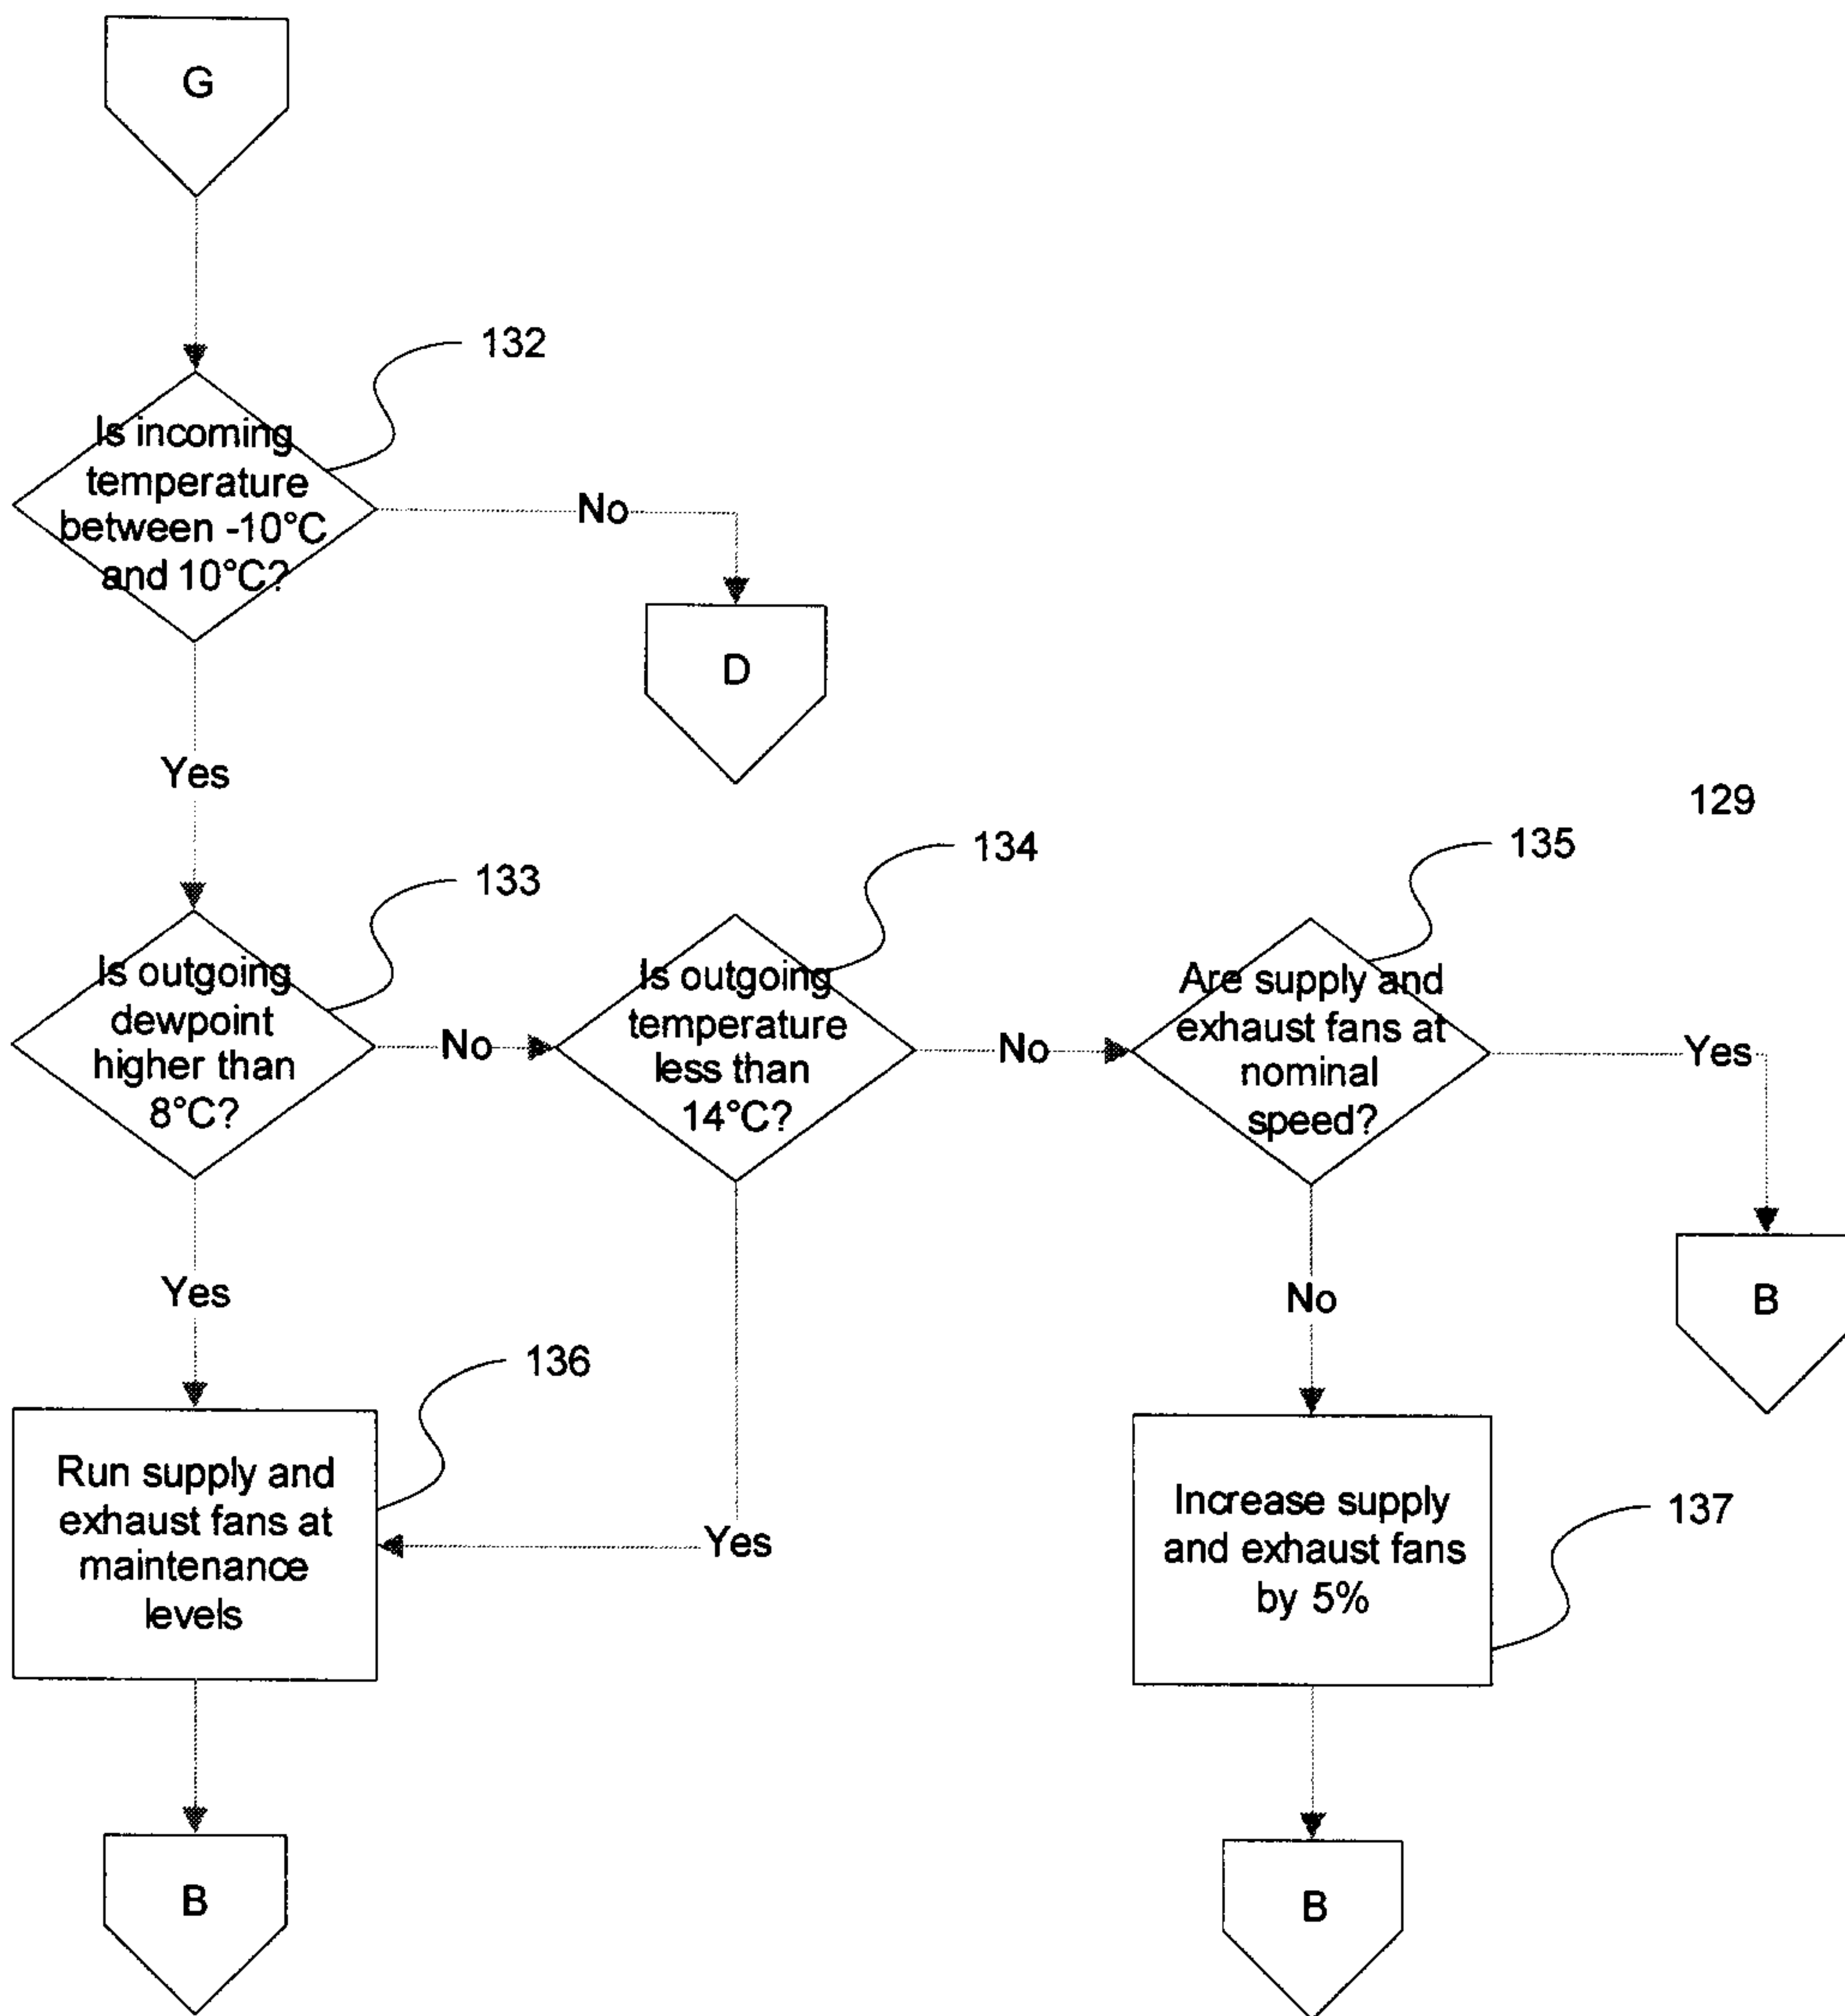 G
132
Is incoming
temperature
between -10°C
and 10°C?
No
D
Yes
129
133
134
135
Is outgoing
dewpoint
higher than
8°C?
No
Is outgoing
temperature
less than
14°C?
No
Are supply and
exhaust fans at
nominal
speed?
Yes
B
Yes
No
136
Run supply and
exhaust fans at
maintenance
levels
Yes
Increase supply
and exhaust fans
by 5%
137
B
B